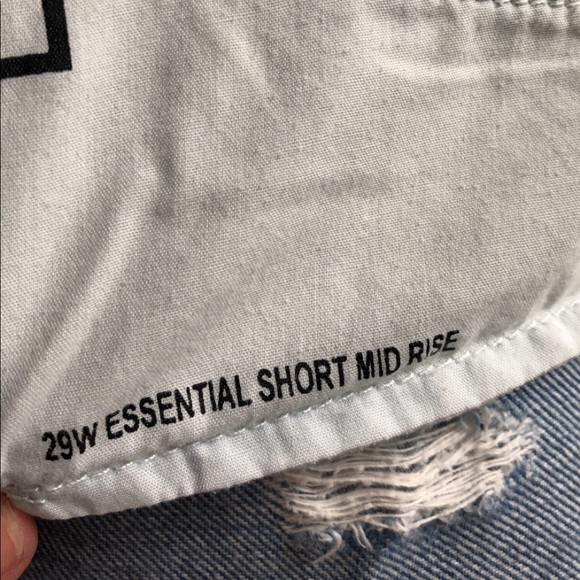 29W ESSENTIAL SHORT MID RISE